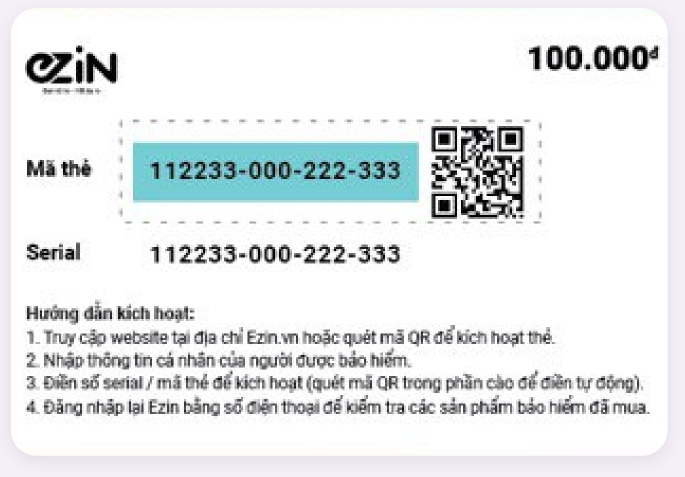 ezin
100.000đ
Mã thẻ
112233-000-222-333
Serial
112233-000-222-333
Hướng dẫn kích hoạt:
1. Truy cập website tại địa chỉ Ezin.vn hoặc quét mã QR để kích hoạt thẻ.
2. Nhập thông tin cá nhân của người được bảo hiểm.
3. Điền số serial / mã thẻ để kích hoạt (quét mã QR trong phần cào để điền tự động).
4. Đăng nhập lại Ezin bằng số điện thoại để kiểm tra các sản phẩm bảo hiểm đã mua.